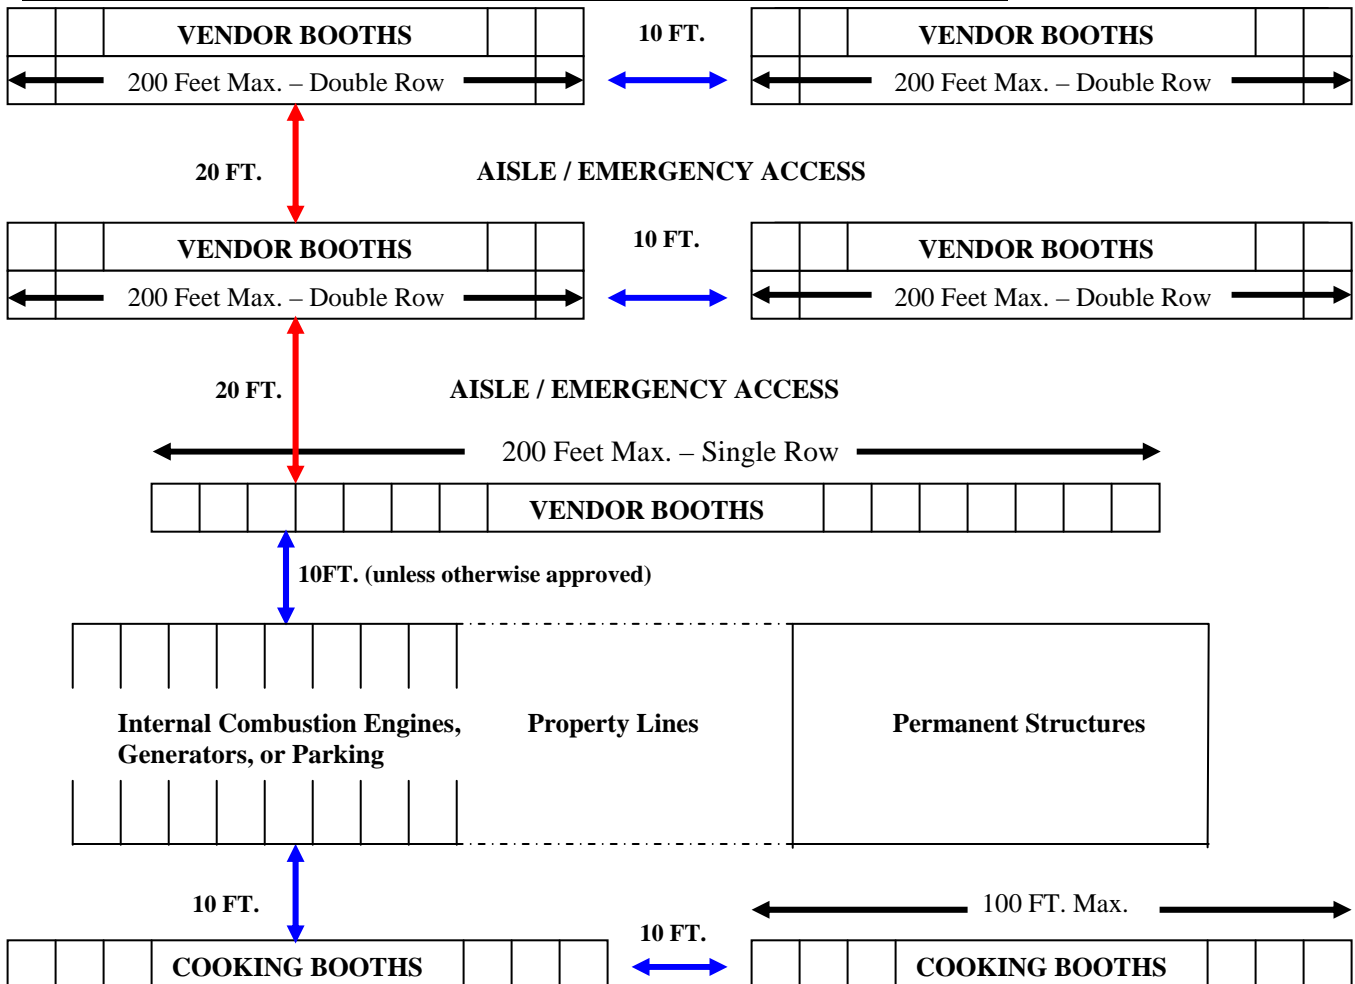 VENDOR BOOTHS
10 FT.
VENDOR BOOTHS
200 Feet Max. – Double Row
200 Feet Max. – Double Row
20 FT.
AISLE / EMERGENCY ACCESS
VENDOR BOOTHS
10 FT.
VENDOR BOOTHS
200 Feet Max. – Double Row
200 Feet Max. – Double Row
20 FT.
AISLE / EMERGENCY ACCESS
200 Feet Max. – Single Row
VENDOR BOOTHS
10FT. (unless otherwise approved)
Internal Combustion Engines,
Generators, or Parking
Property Lines
Permanent Structures
10 FT.
100 FT. Max.
10 FT.
COOKING BOOTHS
COOKING BOOTHS